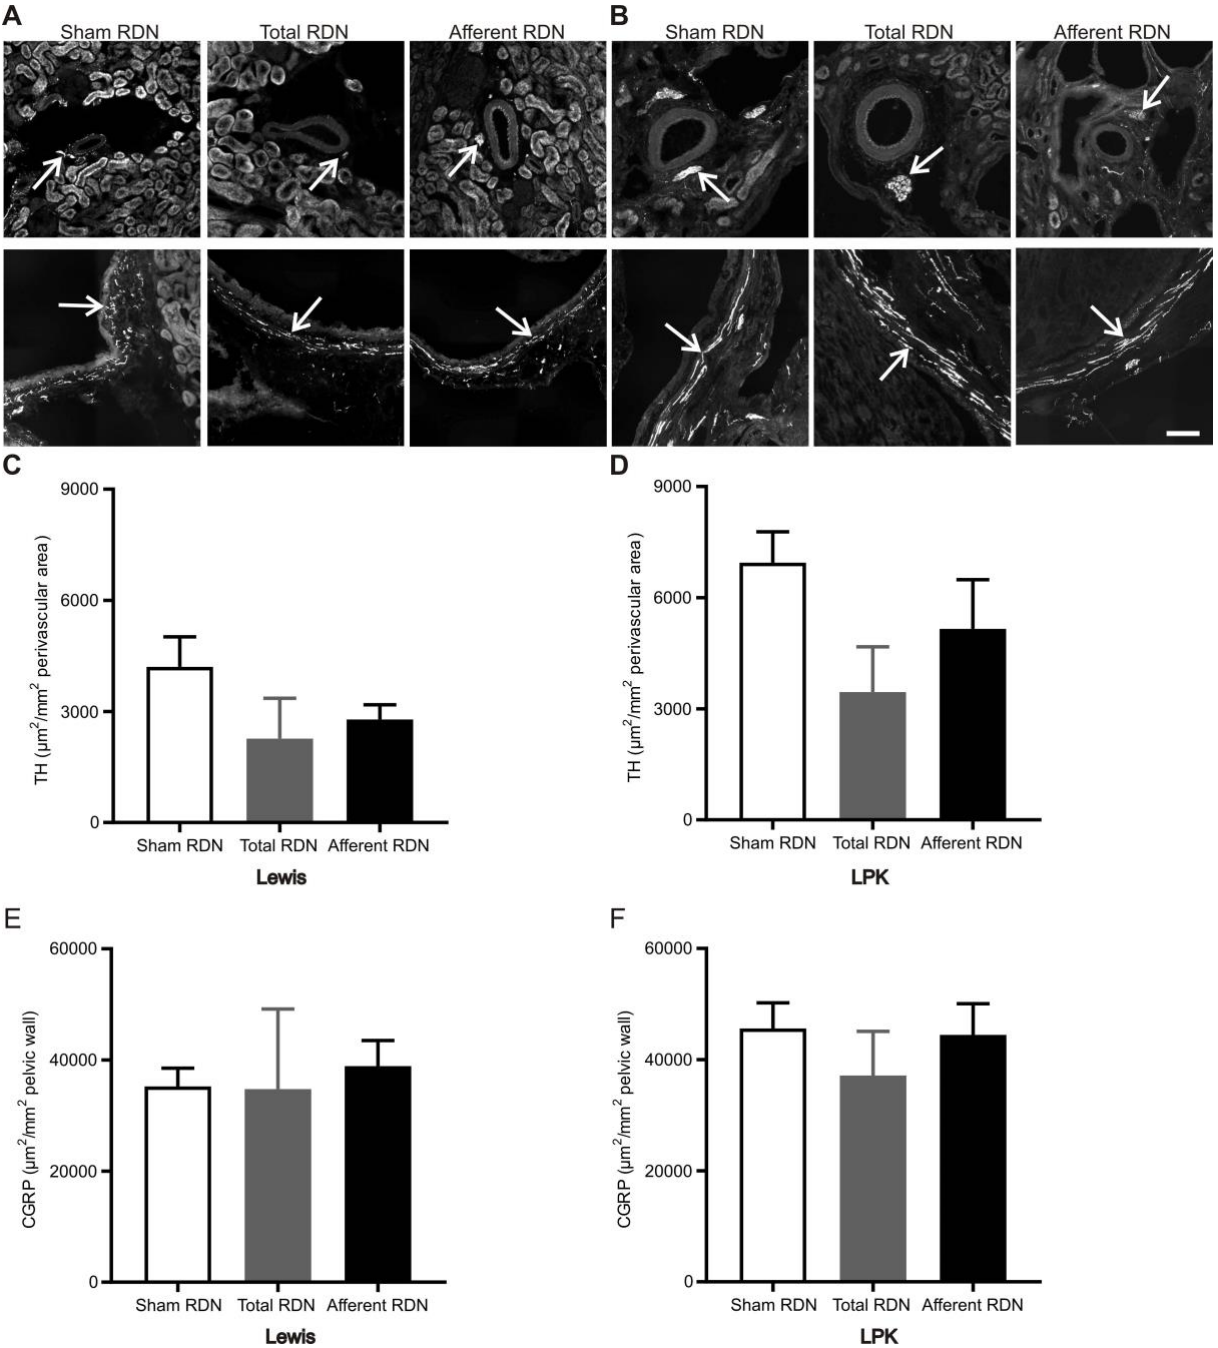 A
Sham RDN
Total RDN
Afferent RDN
B
Sham RDN
Total RDN
Afferent RDN
C
TH (µm²/mm² perivascular area)
9000
6000
3000
0
Sham RDN
Total RDN
Afferent RDN
Lewis
D
TH (µm²/mm² perivascular area)
9000
6000
3000
0
Sham RDN
Total RDN
Afferent RDN
LPK
E
CGRP (µm²/mm² pelvic wall)
60000
40000
20000
0
Sham RDN
Total RDN
Afferent RDN
Lewis
F
CGRP (µm²/mm² pelvic wall)
60000
40000
20000
0
Sham RDN
Total RDN
Afferent RDN
LPK